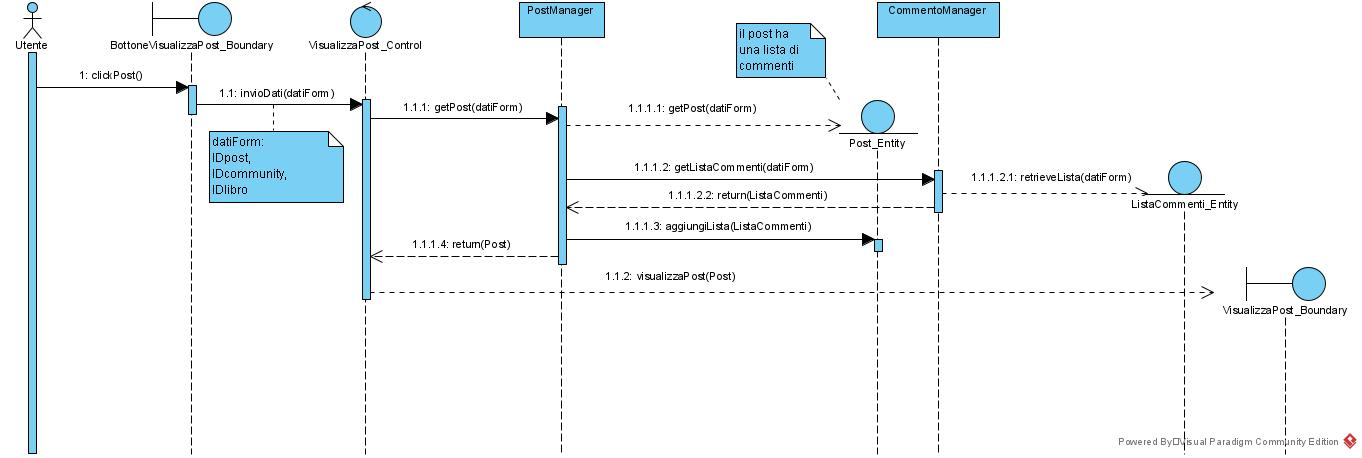 PostManager
CommentoManager
Utente
BottoneVisualizzaPost_Boundary
VisualizzaPost_Control
il post ha
una lista di
commenti
1: clickPost()
1.1: invioDati(datiForm)
1.1.1: getPost(datiForm)
1.1.1.1: getPost(datiForm)
datiForm:
IDpost,
IDcommunity,
IDlibro
Post_Entity
1.1.1.2: getListaCommenti(datiForm)
1.1.1.2.1: retrieveLista(datiForm)
1.1.1.2.2: return(ListaCommenti)
ListaCommenti_Entity
1.1.1.3: aggiungiLista(ListaCommenti)
1.1.1.4: return(Post)
1.1.2: visualizzaPost(Post)
VisualizzaPost_Boundary
Powered By Visual Paradigm Community Edition